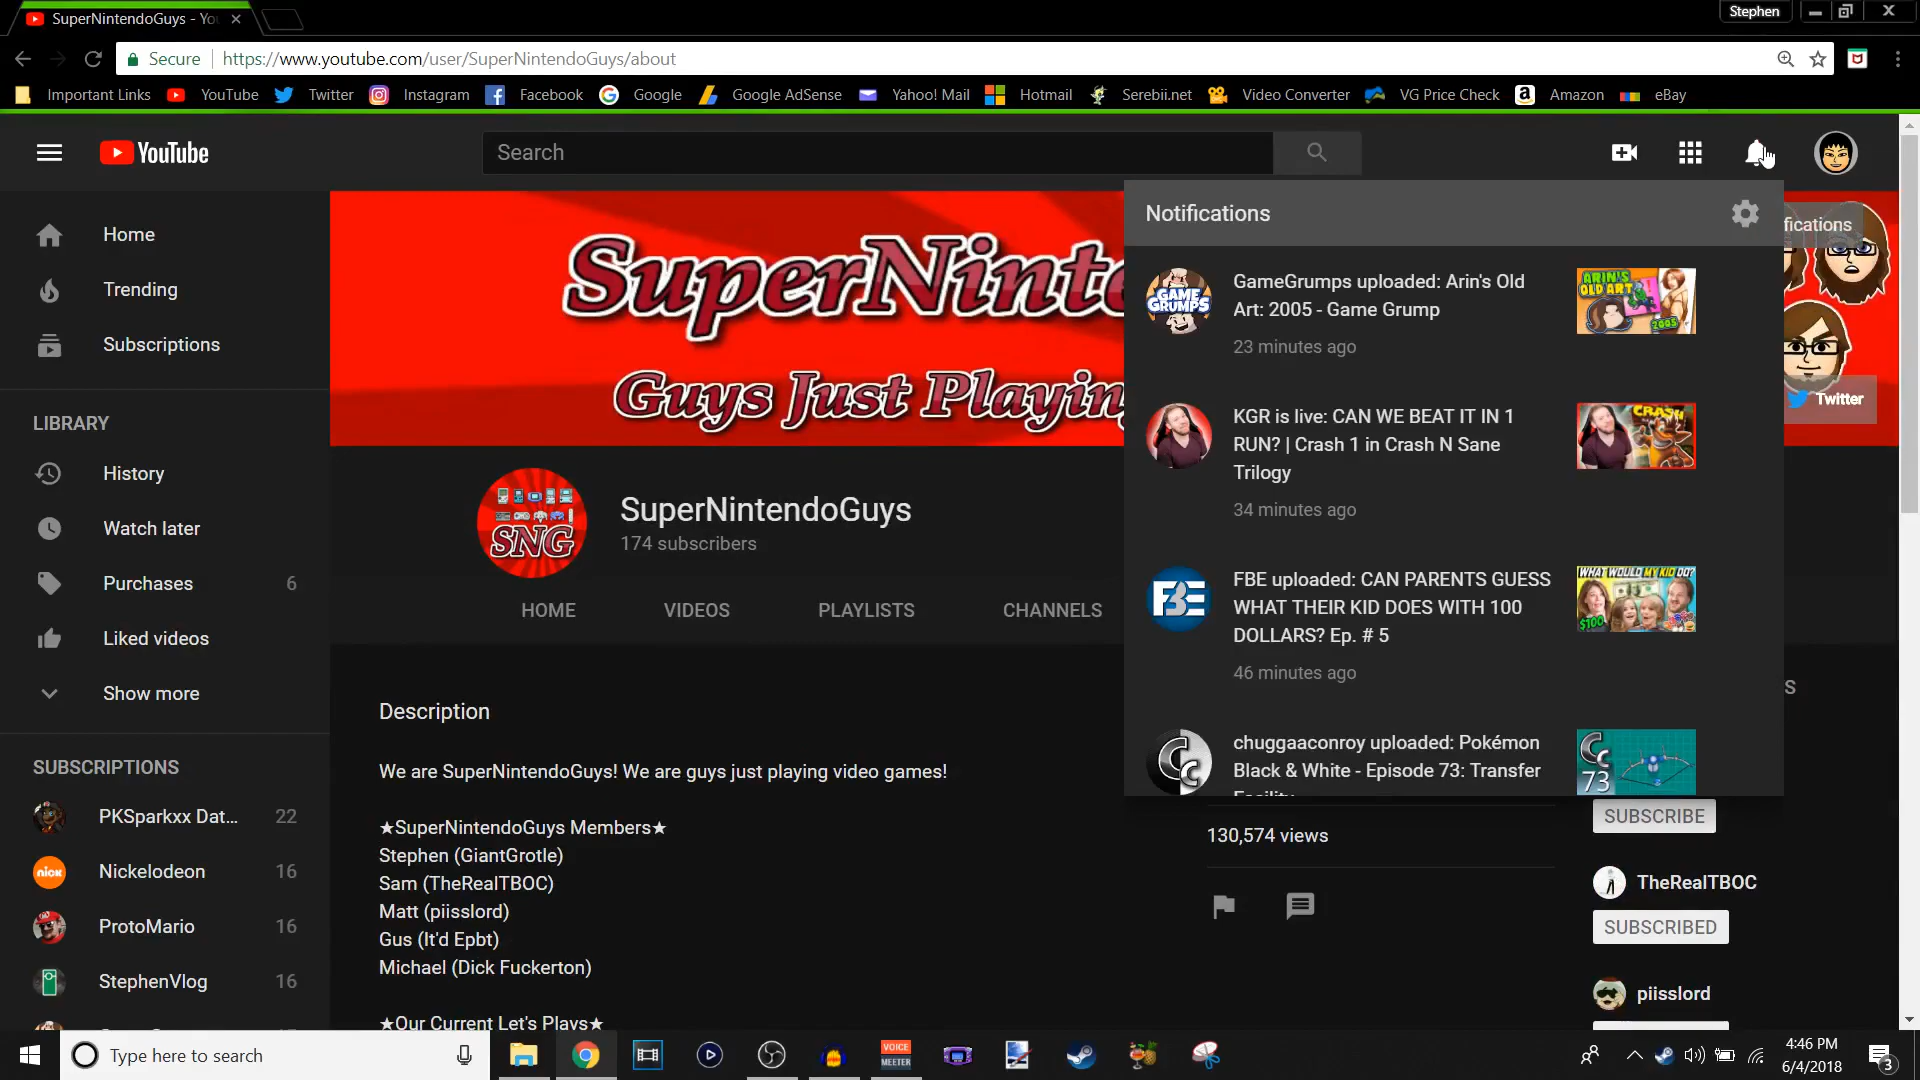 SuperNintendoGuys - Yo
Stephen
Secure
https://www.youtube.com/user/SuperNintendoGuys/about
Important Links
YouTube
Twitter
Instagram
Facebook
Google
Google AdSense
Yahoo! Mail
Hotmail
Serebii.net
Video Converter
VG Price Check
Amazon
eBay
YouTube
Search
Home
Trending
Subscriptions
LIBRARY
History
Watch later
Purchases 6
Liked videos
Show more
SUBSCRIPTIONS
PKSparkxx Dat... 22
Nickelodeon 16
ProtoMario 16
StephenVlog 16
SuperNinte
Guys Just Playin
SNG
SuperNintendoGuys
174 subscribers
HOME
VIDEOS
PLAYLISTS
CHANNELS
Description
We are SuperNintendoGuys! We are guys just playing video games!
★SuperNintendoGuys Members★
Stephen (GiantGrotle)
Sam (TheRealTBOC)
Matt (piisslord)
Gus (It'd Epbt)
Michael (Dick Fuckerton)
★Our Current Let's Plays★
Notifications
fications
GAME
GRUMPS
GameGrumps uploaded: Arin's Old
Art: 2005 - Game Grump
23 minutes ago
ARIN'S
OLD ART
2005
KGR is live: CAN WE BEAT IT IN 1
RUN? | Crash 1 in Crash N Sane
Trilogy
34 minutes ago
CRASH
Twitter
FBE
FBE uploaded: CAN PARENTS GUESS
WHAT THEIR KID DOES WITH 100
DOLLARS? Ep. # 5
46 minutes ago
WHAT WOULD MY KID DO?
$100
S
Cc
chuggaaconroy uploaded: Pokémon
Black & White - Episode 73: Transfer
Facility
Cc
73
130,574 views
SUBSCRIBE
TheRealTBOC
SUBSCRIBED
piisslord
Type here to search
VOICE
MEETER
4:46 PM
6/4/2018
3